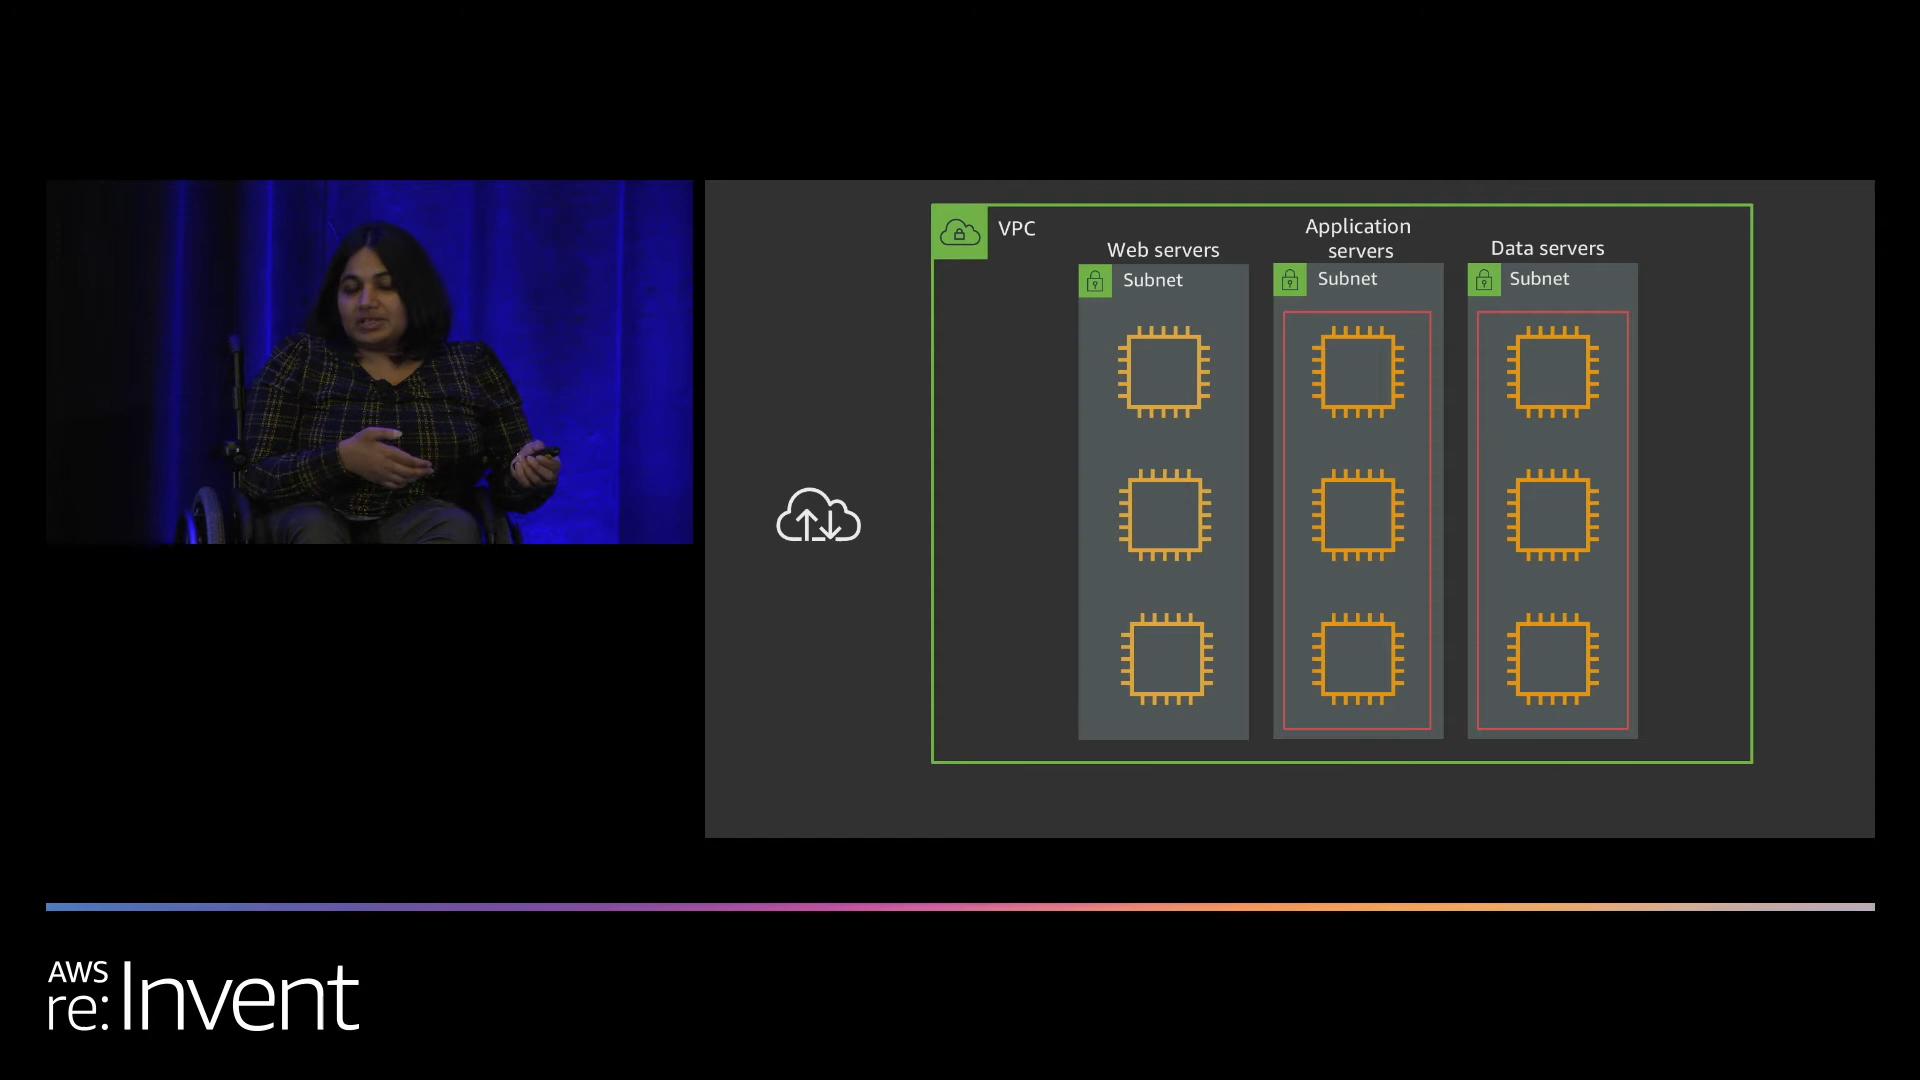 VPC
Web servers
Application
servers
Data servers
Subnet
Subnet
Subnet
AWS
re:Invent